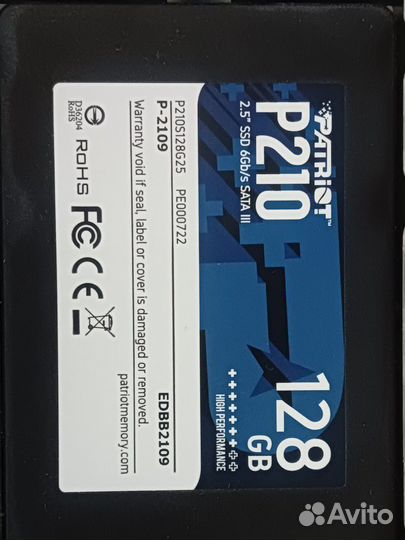 PATRIOT™
P210
2.5" SSD 6Gb/s SATA III
128
GB
HIGH PERFORMANCE
P210S128G25 PE000722
P-2109
EDBB2109
Warranty void if seal, label or cover is damaged or removed.
patriotmemory.com
D36204
RoHS
ROHS FC CE
Avito